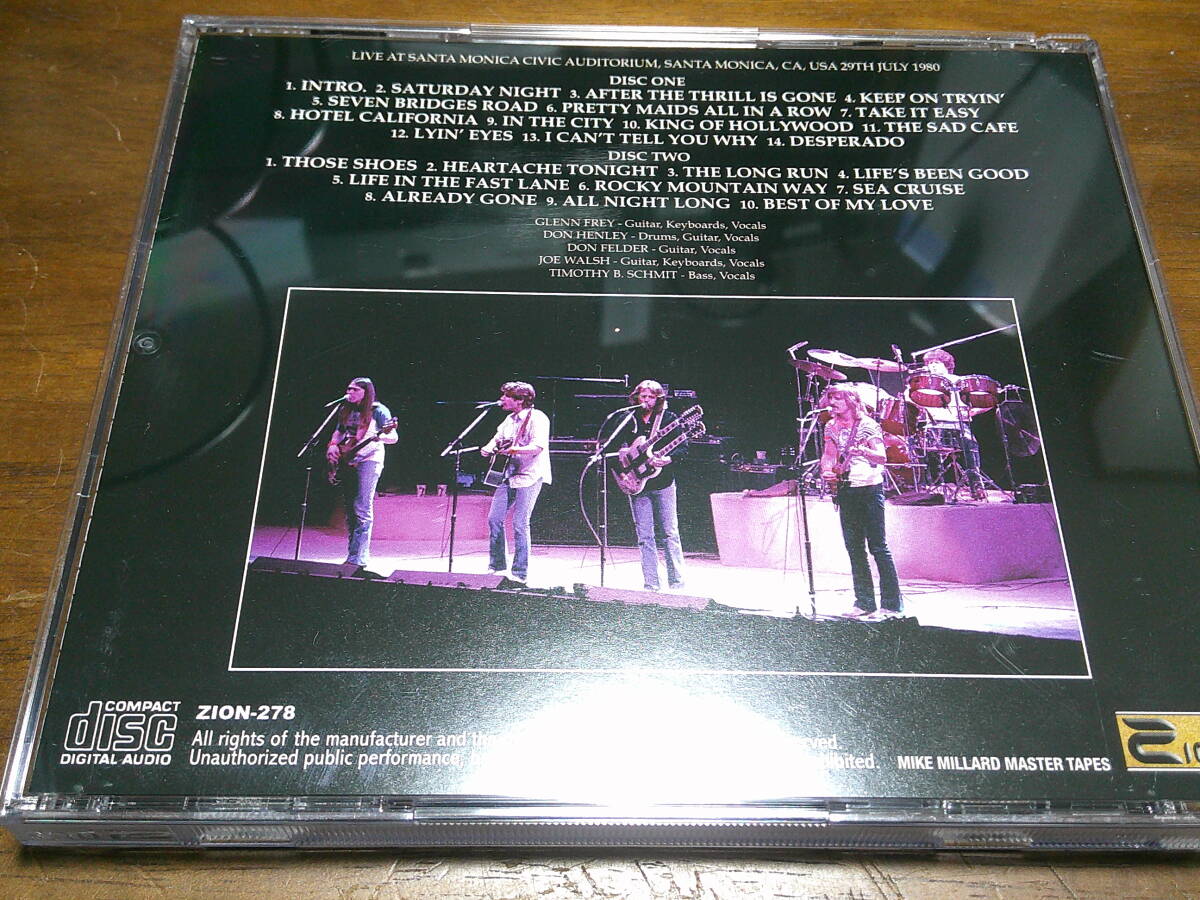 LIVE AT SANTA MONICA CIVIC AUDITORIUM, SANTA MONICA, CA, USA 29TH JULY 1980
DISC ONE
1. INTRO. 2. SATURDAY NIGHT 3. AFTER THE THRILL IS GONE 4. KEEP ON TRYIN'
5. SEVEN BRIDGES ROAD 6. PRETTY MAIDS ALL IN A ROW 7. TAKE IT EASY
8. HOTEL CALIFORNIA 9. IN THE CITY 10. KING OF HOLLYWOOD 11. THE SAD CAFE
12. LYIN' EYES 13. I CAN'T TELL YOU WHY 14. DESPERADO
DISC TWO
1. THOSE SHOES 2. HEARTACHE TONIGHT 3. THE LONG RUN 4. LIFE'S BEEN GOOD
5. LIFE IN THE FAST LANE 6. ROCKY MOUNTAIN WAY 7. SEA CRUISE
8. ALREADY GONE 9. ALL NIGHT LONG 10. BEST OF MY LOVE
GLENN FREY - Guitar, Keyboards, Vocals
DON HENLEY - Drums, Guitar, Vocals
DON FELDER - Guitar, Vocals
JOE WALSH - Guitar, Keyboards, Vocals
TIMOTHY B. SCHMIT - Bass, Vocals
COMPACT
disc
DIGITAL AUDIO
ZION-278
All rights of the manufacturer and
Unauthorized public performance,
MIKE MILLARD MASTER TAPES